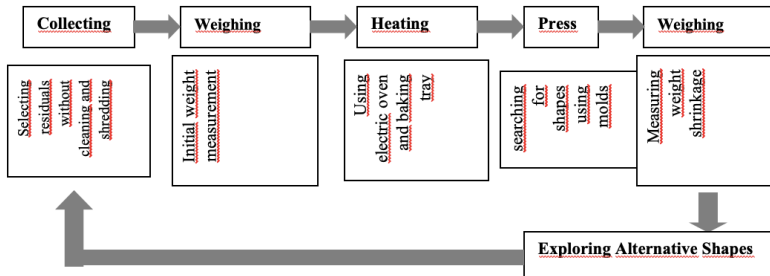 Collecting
Weighing
Heating
Press
Weighing
Selecting
residuals
without
cleaning and
shredding
Initial weight
measurement
Using
electric oven
and baking
tray
searching
for
shapes
using
molds
Measuring
weight
shrinkage
Exploring Alternative Shapes